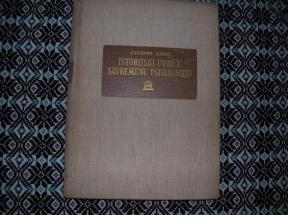 GARDNER MARFI
ISTORIJSKI UVOD U
SAVREMENU PSIHOLOGIJU